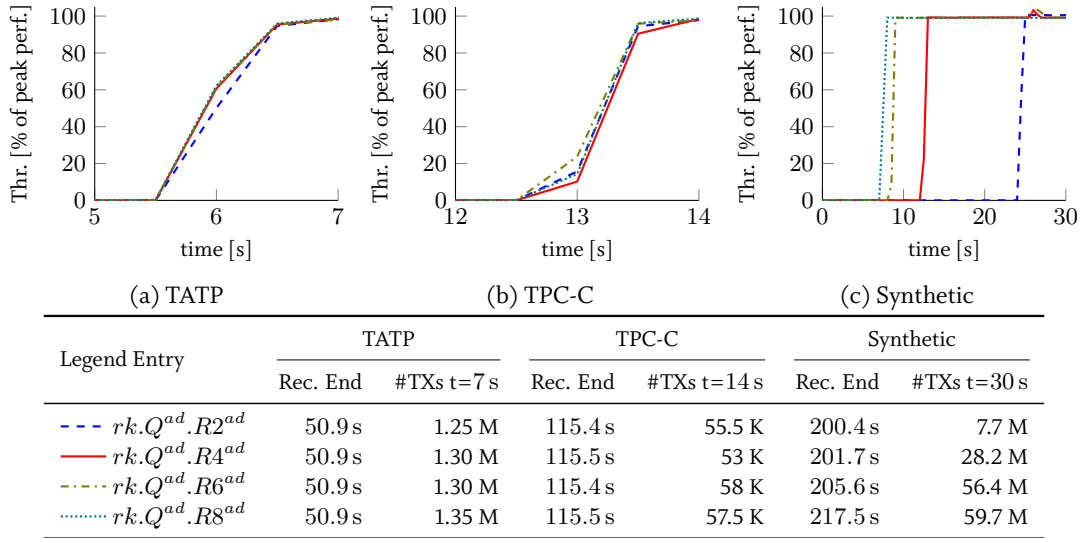 Thr. [% of peak perf.]
100
80
60
40
20
0
5 6 7
time [s]
(a) TATP
Thr. [% of peak perf.]
100
80
60
40
20
0
12 13 14
time [s]
(b) TPC-C
Thr. [% of peak perf.]
100
80
60
40
20
0
0 10 20 30
time [s]
(c) Synthetic
Legend Entry TATP TPC-C Synthetic
Rec. End #TXs t=7 s Rec. End #TXs t=14 s Rec. End #TXs t=30 s
rk.Q^{ad}.R2^{ad} 50.9 s 1.25 M 115.4 s 55.5 K 200.4 s 7.7 M
rk.Q^{ad}.R4^{ad} 50.9 s 1.30 M 115.5 s 53 K 201.7 s 28.2 M
rk.Q^{ad}.R6^{ad} 50.9 s 1.30 M 115.4 s 58 K 205.6 s 56.4 M
rk.Q^{ad}.R8^{ad} 50.9 s 1.35 M 115.5 s 57.5 K 217.5 s 59.7 M